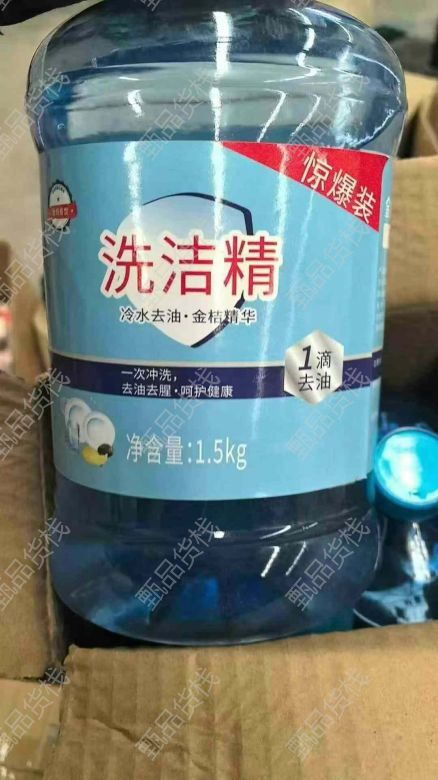 惊爆装
洗洁精
冷水去油·金桔精华
一次冲洗,
去油去腥·呵护健康
1滴
去油
净含量:1.5kg
甄品货栈